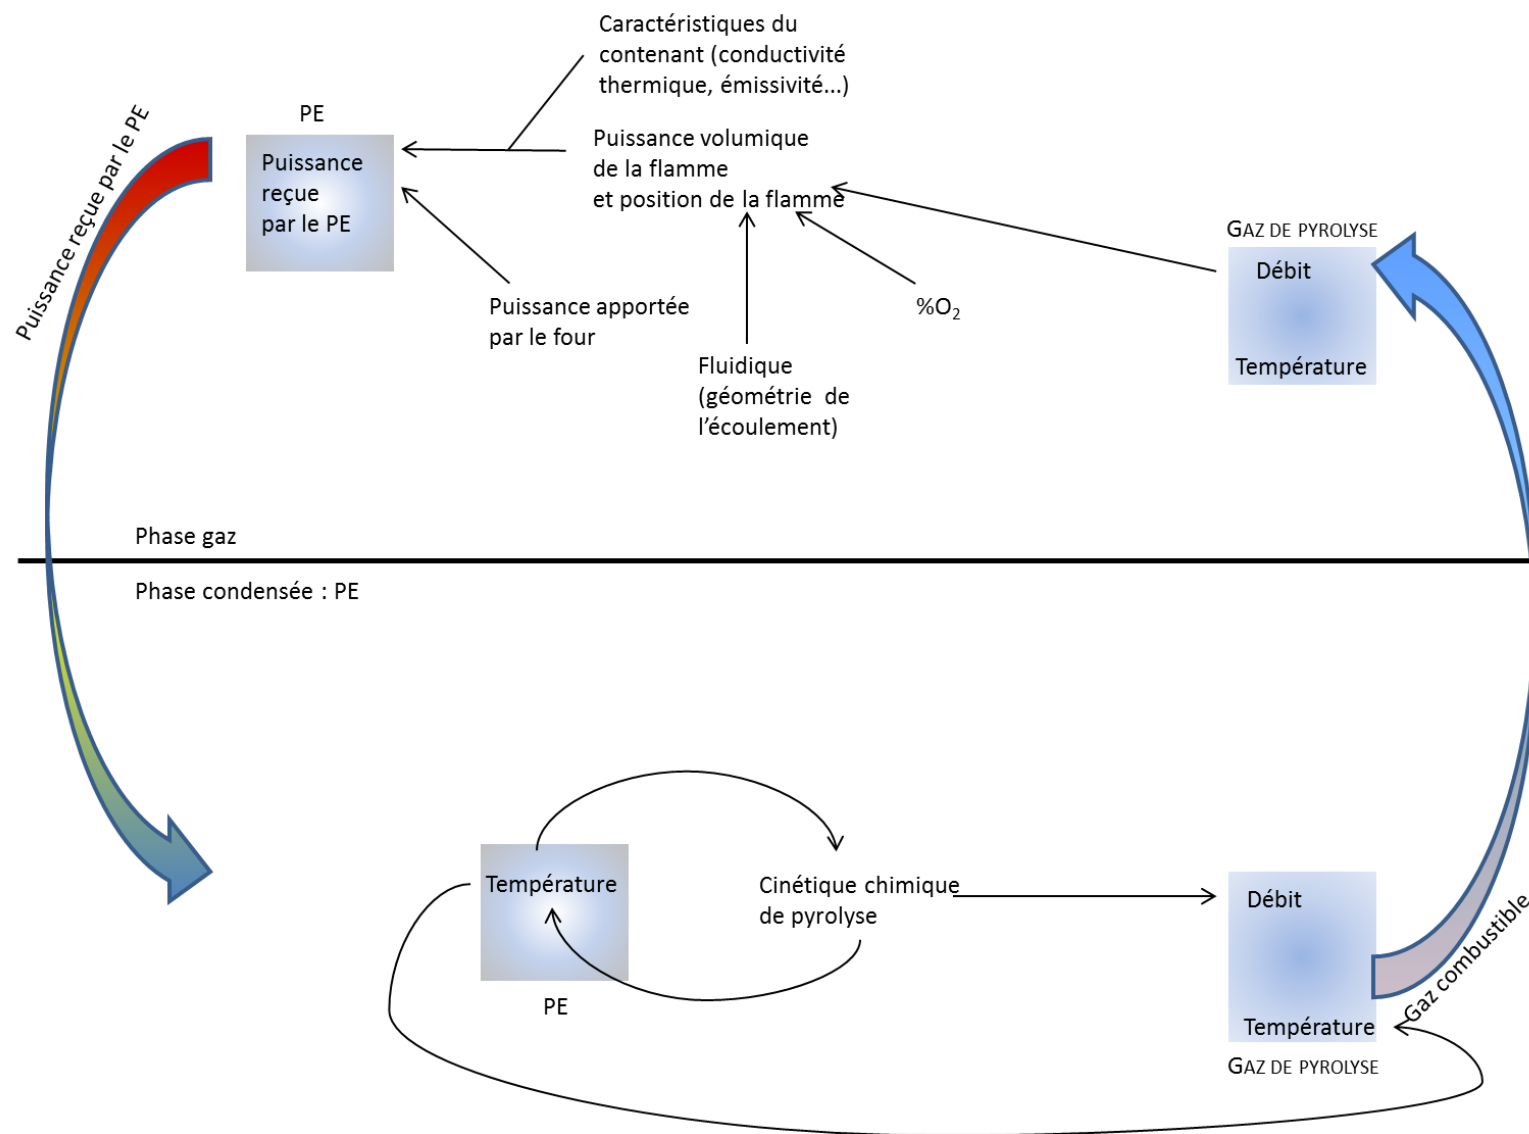 Caractéristiques du
contenant (conductivité
thermique, émissivité...)
PE
Puissance reçue par le PE
Puissance
reçue
par le PE
Puissance volumique
de la flamme
et position de la flamme
GAZ DE PYROLYSE
Débit
Température
Puissance apportée
par le four
%O₂
Fluidique
(géométrie de
l’écoulement)
Phase gaz
Phase condensée : PE
Température
PE
Cinétique chimique
de pyrolyse
Débit
Température
GAZ DE PYROLYSE
Gaz combustible